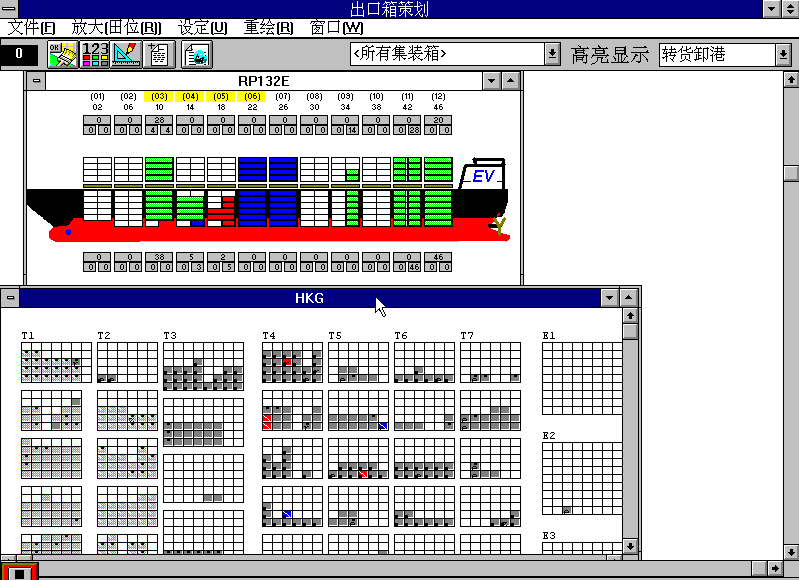 出口箱策划
文件(F) 放大(田位(R)) 设定(U) 重绘(R) 窗口(W)
0 OK 123 <所有集装箱> 高亮显示 转货卸港
RP132E
(01) (02) (03) (04) (05) (06) (07) (08) (09) (10) (11) (12)
02 06 10 14 18 22 26 30 34 38 42 46
0 0 28 0 0 0 0 0 0 0 0 20
0 0 0 0 4 4 0 0 0 0 0 0 0 0 0 0 0 14 0 0 0 28 0 0
EV
0 0 38 5 2 0 0 0 0 0 0 46
0 0 0 0 0 0 0 3 0 5 0 0 0 0 0 0 0 0 0 0 0 46 0 0
HKG
T1 T2 T3 T4 T5 T6 T7 E1
E2
E3